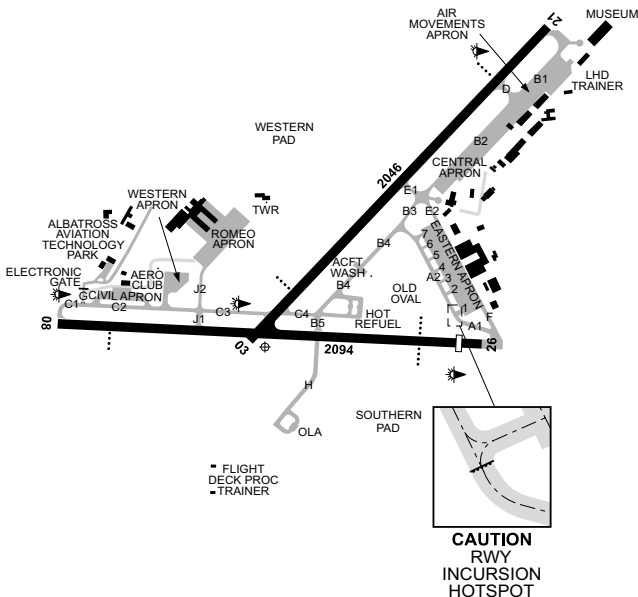 21
MUSEUM
AIR
MOVEMENTS
APRON
LHD
TRAINER
B1
D
B2
WESTERN
PAD
CENTRAL
APRON
2046
E1
B3
E2
WESTERN
APRON
TWR
ALBATROSS
AVIATION
TECHNOLOGY
PARK
ROMEO
APRON
B4
EASTERN APRON
7
6
5
4
3
2
1
A2
ELECTRONIC
GATE
AERO
CLUB
ACFT
WASH
B4
OLD
OVAL
G
CIVIL APRON
J2
C1
C2
C3
C4
B5
HOT
REFUEL
F
A1
J1
08
03
2094
26
H
OLA
SOUTHERN
PAD
FLIGHT
DECK PROC
TRAINER
CAUTION
RWY
INCURSION
HOTSPOT